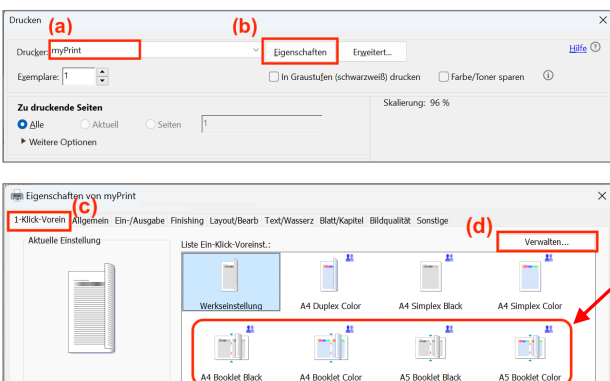 Drucken
(a)
(b)
Drucker: myPrint
Eigenschaften
Erweitert...
Hilfe
Exemplare: 1
In Graustufen (schwarzweiß) drucken
Farbe/Toner sparen
Zu druckende Seiten
Skalierung: 96 %
Alle
Aktuell
Seiten
1
Weitere Optionen
Eigenschaften von myPrint
(c)
1-Klick-Vorein Allgemein Ein-/Ausgabe Finishing Layout/Bearb Text/Wasserz Blatt/Kapitel Bildqualität Sonstige
(d)
Aktuelle Einstellung
Liste Ein-Klick-Voreinst.:
Verwalten...
Werkseinstellung
A4 Duplex Color
A4 Simplex Black
A4 Simplex Color
A4 Booklet Black
A4 Booklet Color
A5 Booklet Black
A5 Booklet Color